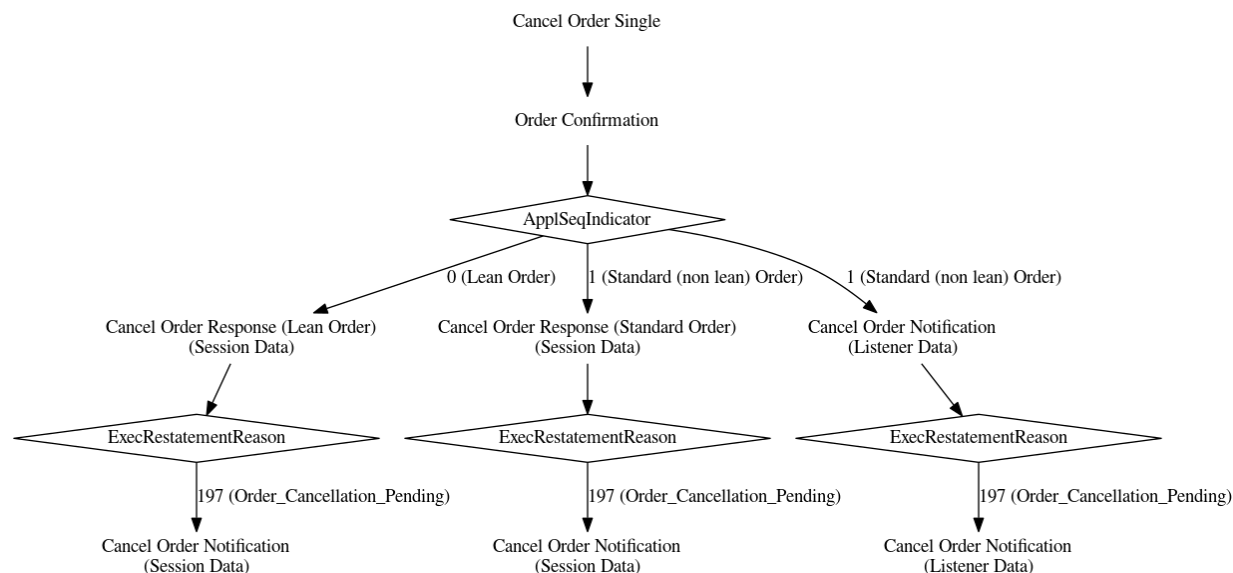 Cancel Order Single
Order Confirmation
ApplSeqIndicator
0 (Lean Order)
1 (Standard (non lean) Order)
1 (Standard (non lean) Order)
Cancel Order Response (Lean Order)
(Session Data)
Cancel Order Response (Standard Order)
(Session Data)
Cancel Order Notification
(Listener Data)
ExecRestatementReason
ExecRestatementReason
ExecRestatementReason
197 (Order_Cancellation_Pending)
197 (Order_Cancellation_Pending)
197 (Order_Cancellation_Pending)
Cancel Order Notification
(Session Data)
Cancel Order Notification
(Session Data)
Cancel Order Notification
(Listener Data)